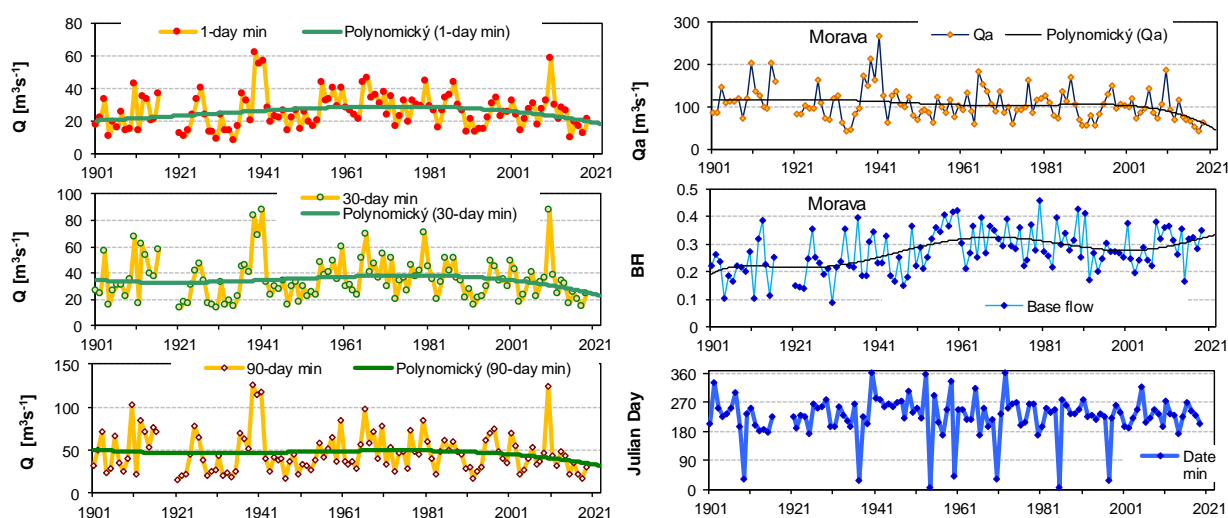 1-day min
Polynomický (1-day min)
Q [m³s⁻¹]
80
60
40
20
0
1901 1921 1941 1961 1981 2001 2021
30-day min
Polynomický (30-day min)
Q [m³s⁻¹]
100
80
60
40
20
0
1901 1921 1941 1961 1981 2001 2021
90-day min
Polynomický (90-day min)
Q [m³s⁻¹]
150
100
50
0
1901 1921 1941 1961 1981 2001 2021
Morava
Qa
Polynomický (Qa)
Qa [m³s⁻¹]
300
200
100
0
1901 1921 1941 1961 1981 2001 2021
Morava
BFI
0.5
0.4
0.3
0.2
0.1
0
Base flow
1901 1921 1941 1961 1981 2001 2021
Julian Day
360
270
180
90
0
Date
min
1901 1921 1941 1961 1981 2001 2021